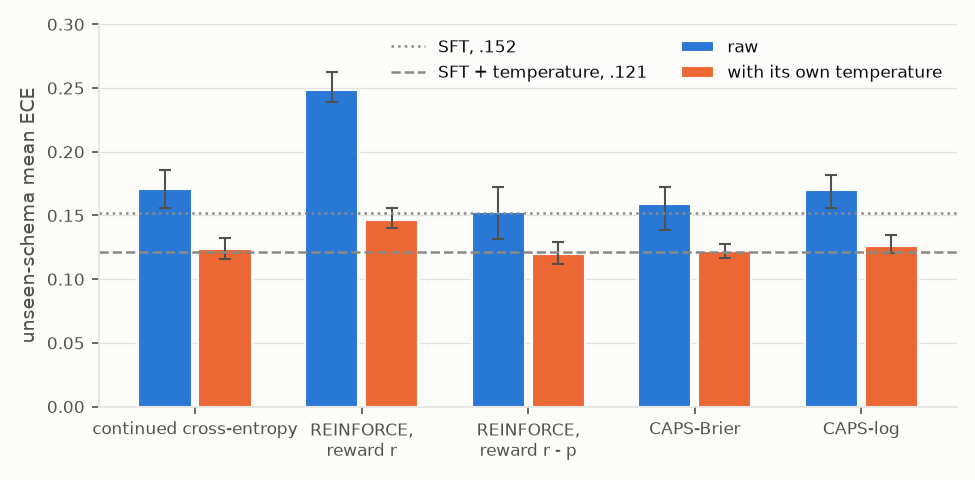 SFT, .152
SFT + temperature, .121
raw
with its own temperature
unseen-schema mean ECE
0.30
0.25
0.20
0.15
0.10
0.05
0.00
continued cross-entropy
REINFORCE,
reward r
REINFORCE,
reward r - p
CAPS-Brier
CAPS-log